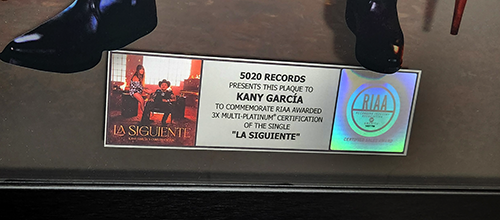 5020 RECORDS
PRESENTS THIS PLAQUE TO
KANY GARCÍA
TO COMMEMORATE RIAA AWARDED
3X MULTI-PLATINUM® CERTIFICATION
OF THE SINGLE
"LA SIGUIENTE"
LA SIGUIENTE
RIAA